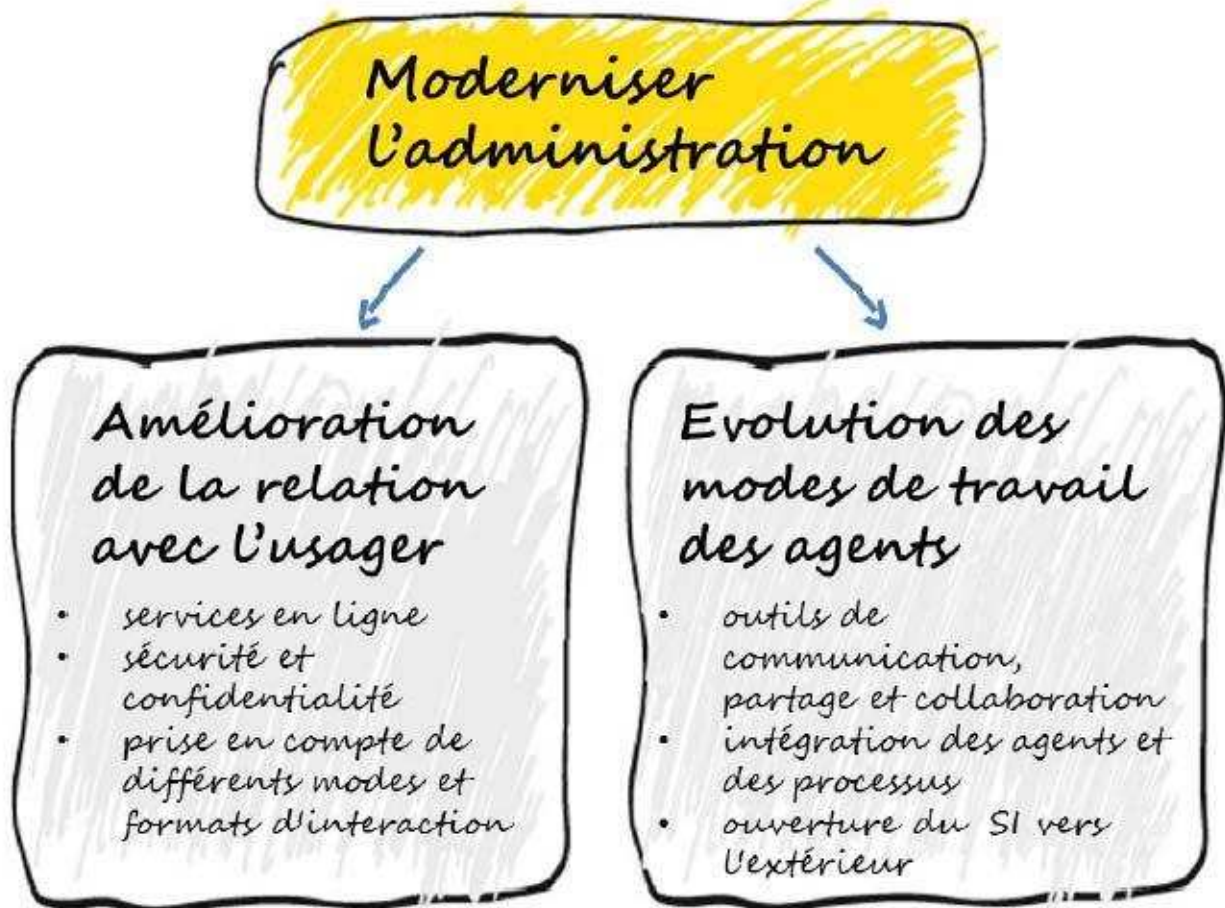 Moderniser
l'administration
Amélioration
de la relation
avec l'usager
• services en ligne
• sécurité et
confidentialité
• prise en compte de
différents modes et
formats d'interaction
Evolution des
modes de travail
des agents
• outils de
communication,
partage et collaboration
• intégration des agents et
des processus
• ouverture du SI vers
l'extérieur